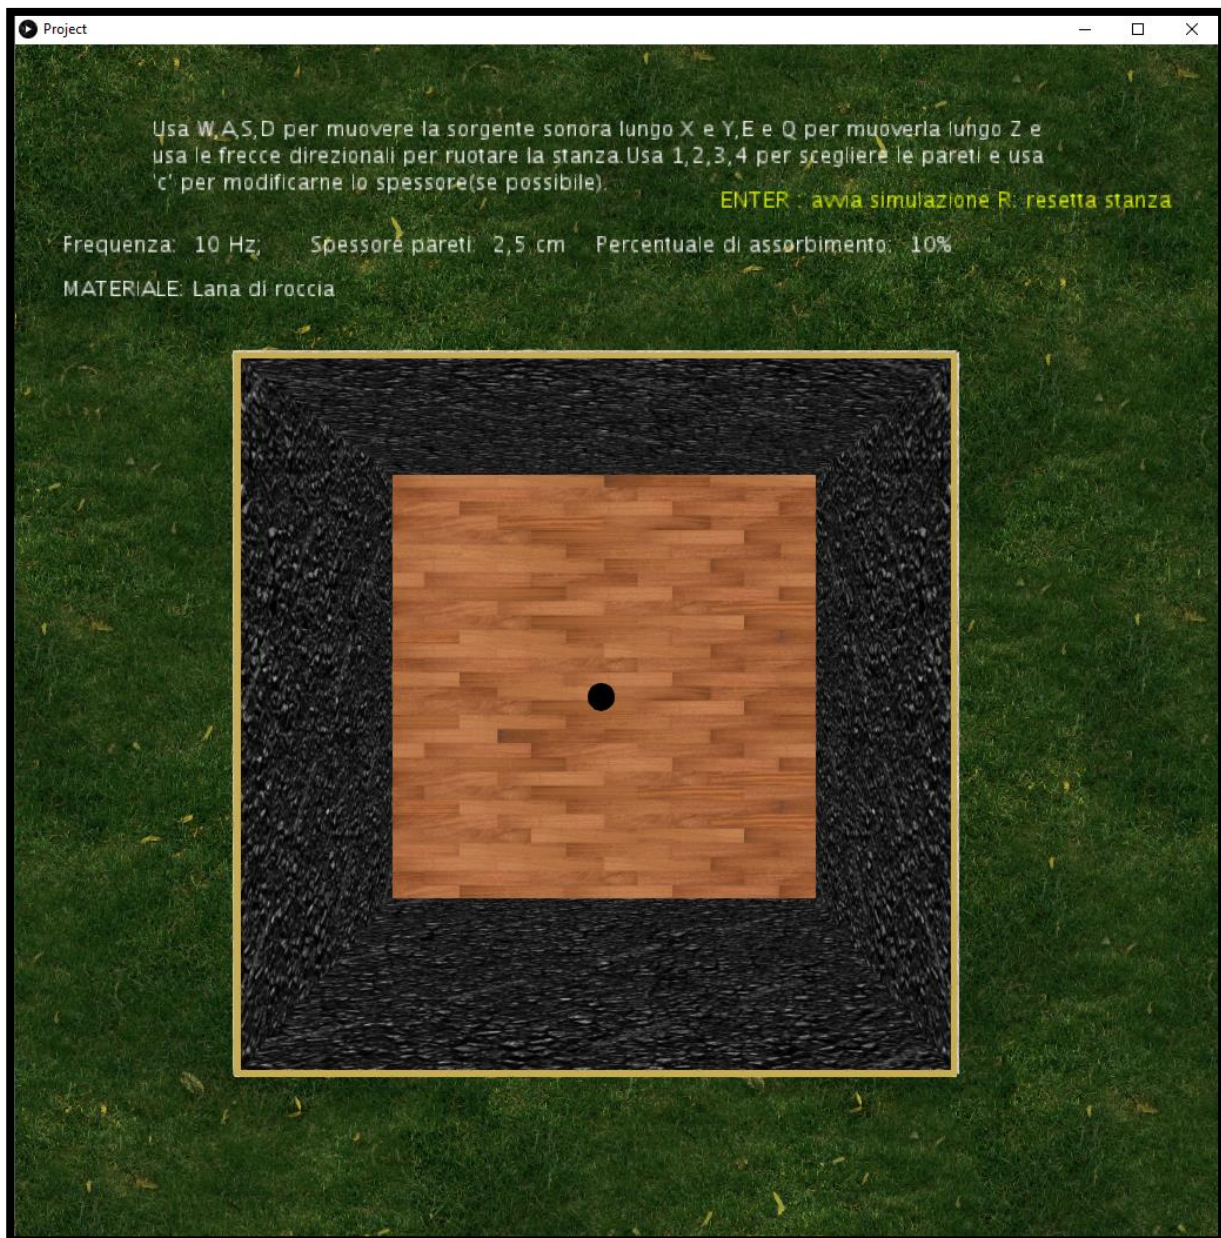 Project
Usa W,A,S,D per muovere la sorgente sonora lungo X e Y,E e Q per muoverla lungo Z e
usa le frecce direzionali per ruotare la stanza.Usa 1,2,3,4 per scegliere le pareti e usa
'c' per modificarne lo spessore(se possibile).
ENTER : avvia simulazione R: resetta stanza
Frequenza: 10 Hz; Spessore pareti: 2,5 cm Percentuale di assorbimento: 10%
MATERIALE: Lana di roccia